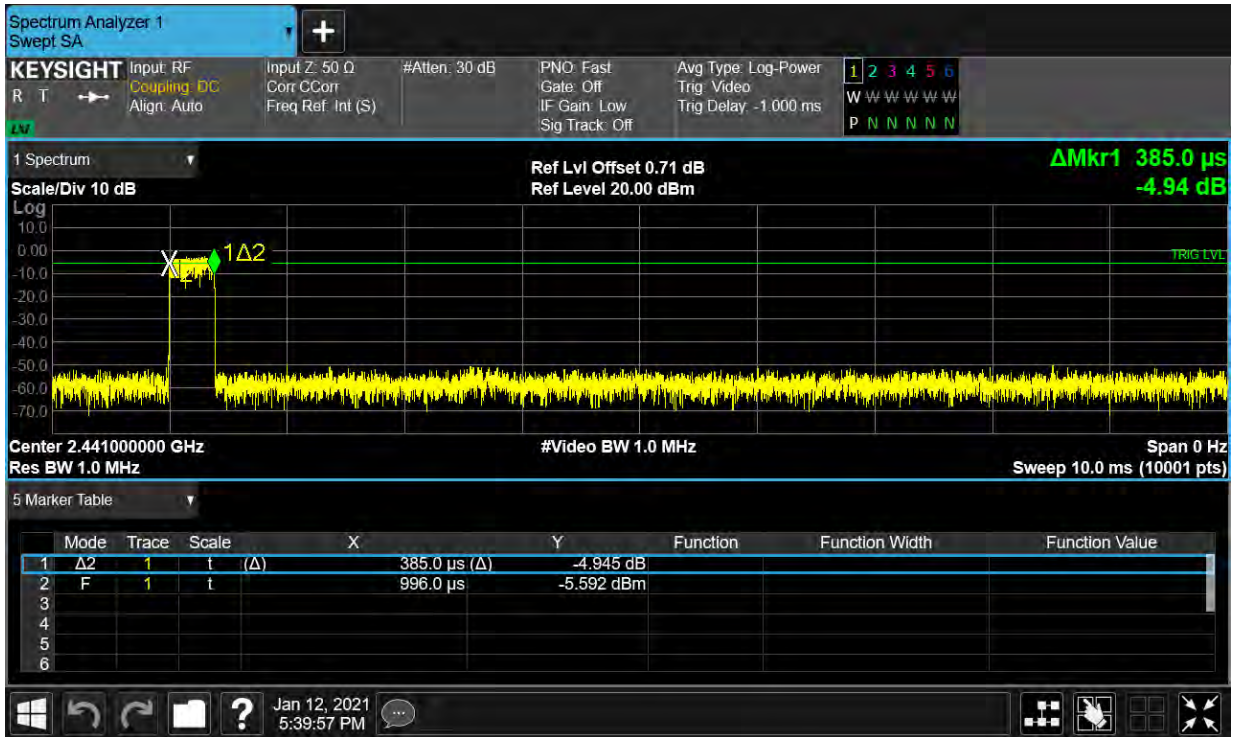 Spectrum Analyzer 1
Swept SA
KEYSIGHT Input: RF Input Z: 50 Ω #Atten: 30 dB PNO: Fast Avg Type: Log-Power 1 2 3 4 5 6
R T Coupling: DC Corr CCorr Gate: Off Trig: Video W W W W W W
Align: Auto Freq Ref: Int (S) IF Gain: Low Trig Delay: -1.000 ms P N N N N N
Sig Track: Off
LXI
1 Spectrum Ref Lvl Offset 0.71 dB ΔMkr1 385.0 µs
Scale/Div 10 dB Ref Level 20.00 dBm -4.94 dB
Log
10.0
0.00 1Δ2 TRIG LVL
-10.0
-20.0
-30.0
-40.0
-50.0
-60.0
-70.0
Center 2.441000000 GHz #Video BW 1.0 MHz Span 0 Hz
Res BW 1.0 MHz Sweep 10.0 ms (10001 pts)
5 Marker Table
Mode Trace Scale X Y Function Function Width Function Value
1 Δ2 1 t (Δ) 385.0 µs (Δ) -4.945 dB
2 F 1 t 996.0 µs -5.592 dBm
3
4
5
6
? Jan 12, 2021
5:39:57 PM